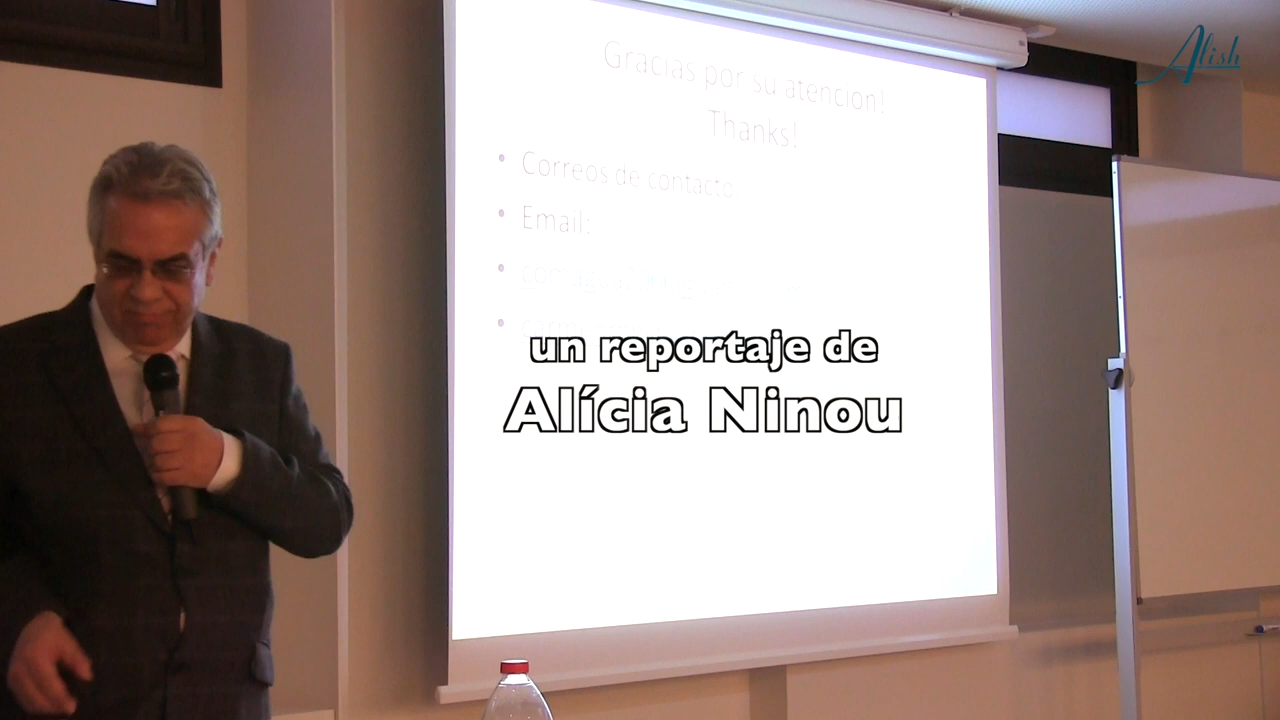 Alish
Gracias por su atencion!
Thanks!
• Correos de contacto
• Email:
un reportaje de
Alícia Ninou